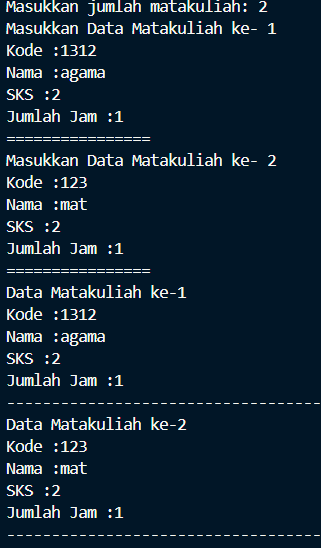 Masukkan jumlah matakuliah: 2
Masukkan Data Matakuliah ke- 1
Kode :1312
Nama :agama
SKS :2
Jumlah Jam :1
================
Masukkan Data Matakuliah ke- 2
Kode :123
Nama :mat
SKS :2
Jumlah Jam :1
================
Data Matakuliah ke-1
Kode :1312
Nama :agama
SKS :2
Jumlah Jam :1
-----------------------------------
Data Matakuliah ke-2
Kode :123
Nama :mat
SKS :2
Jumlah Jam :1
-----------------------------------